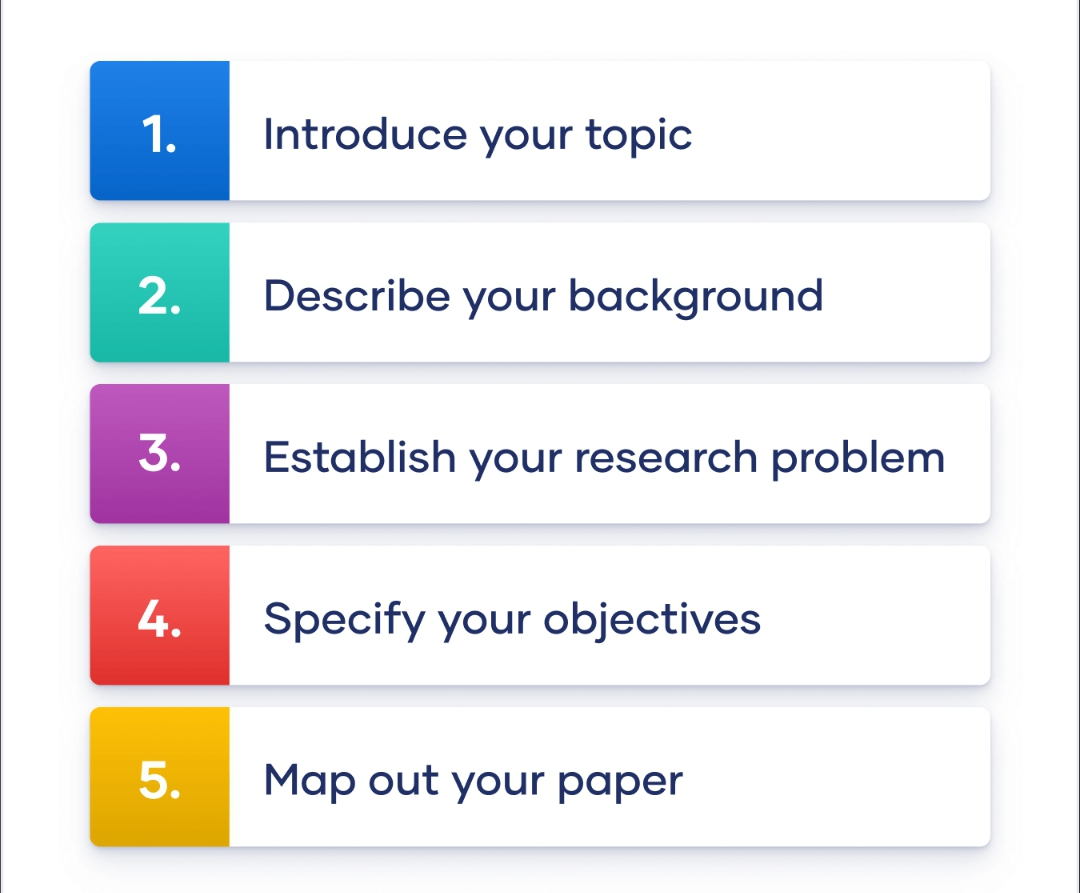 1. Introduce your topic
2. Describe your background
3. Establish your research problem
4. Specify your objectives
5. Map out your paper